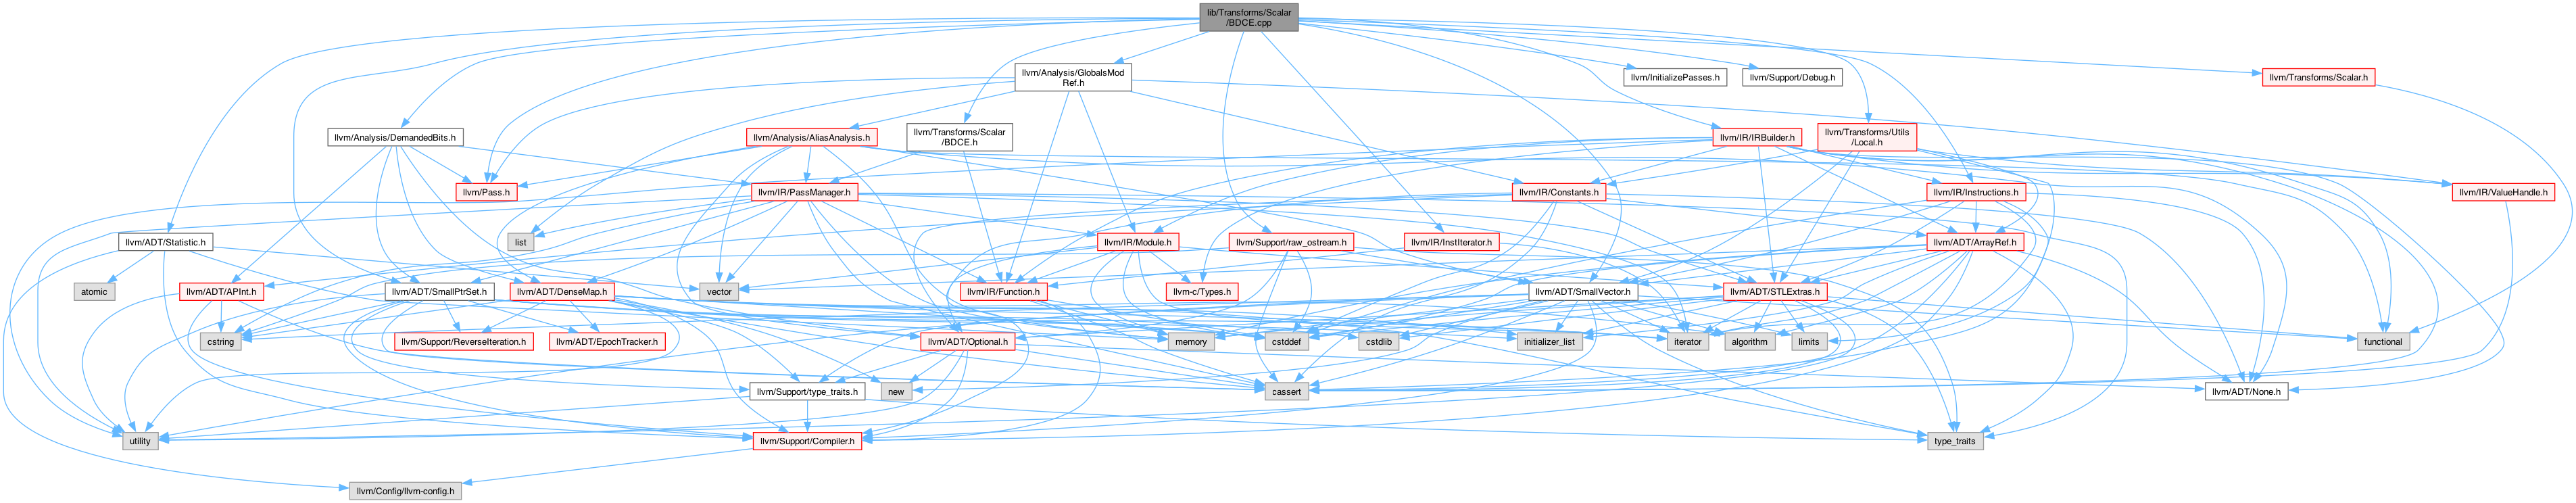 lib/Transforms/Scalar
/BDCE.cpp
llvm/Analysis/GlobalsMod
Ref.h
llvm/InitializePasses.h
llvm/Support/Debug.h
llvm/Transforms/Scalar.h
llvm/Analysis/DemandedBits.h
llvm/Analysis/AliasAnalysis.h
llvm/Transforms/Scalar
/BDCE.h
llvm/IR/IRBuilder.h
llvm/Transforms/Utils
/Local.h
llvm/Pass.h
llvm/IR/PassManager.h
llvm/IR/Constants.h
llvm/IR/Instructions.h
llvm/IR/ValueHandle.h
llvm/ADT/Statistic.h
list
llvm/IR/Module.h
llvm/Support/raw_ostream.h
llvm/IR/InstIterator.h
llvm/ADT/ArrayRef.h
atomic
llvm/ADT/APInt.h
llvm/ADT/SmallPtrSet.h
llvm/ADT/DenseMap.h
vector
llvm/IR/Function.h
llvm-c/Types.h
llvm/ADT/SmallVector.h
llvm/ADT/STLExtras.h
cstring
llvm/Support/ReverseIteration.h
llvm/ADT/EpochTracker.h
llvm/ADT/Optional.h
memory
cstddef
cstdlib
initializer_list
iterator
algorithm
limits
functional
llvm/Support/type_traits.h
new
cassert
llvm/ADT/None.h
utility
llvm/Support/Compiler.h
type_traits
llvm/Config/llvm-config.h